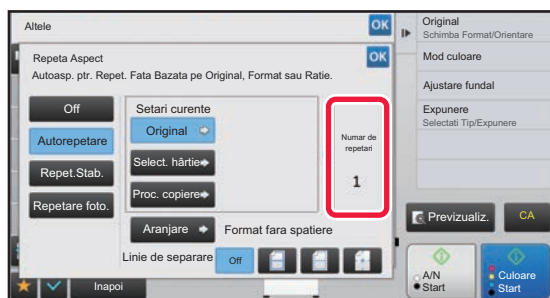 Altele
OK
Repeta Aspect
OK
Autoasp. ptr. Repet. Fata Bazata pe Original, Format sau Ratie.
Off
Autorepetare
Repet.Stab.
Repetare foto.
Setari curente
Original
Select. hârtie
Proc. copiere
Aranjare
Format fara spatiere
Linie de separare
Off
Numar de
repetari
1
Inapoi
Original
Schimba Format/Orientare
Mod culoare
Ajustare fundal
Expunere
Selectati Tip/Expunere
Previzualiz.
CA
A/N
Start
Culoare
Start